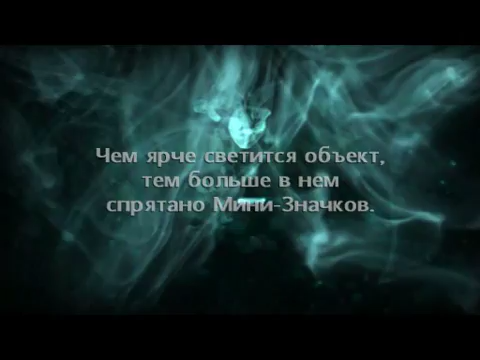 Чем ярче светится объект,
тем больше в нем
спрятано Мини-Значков.